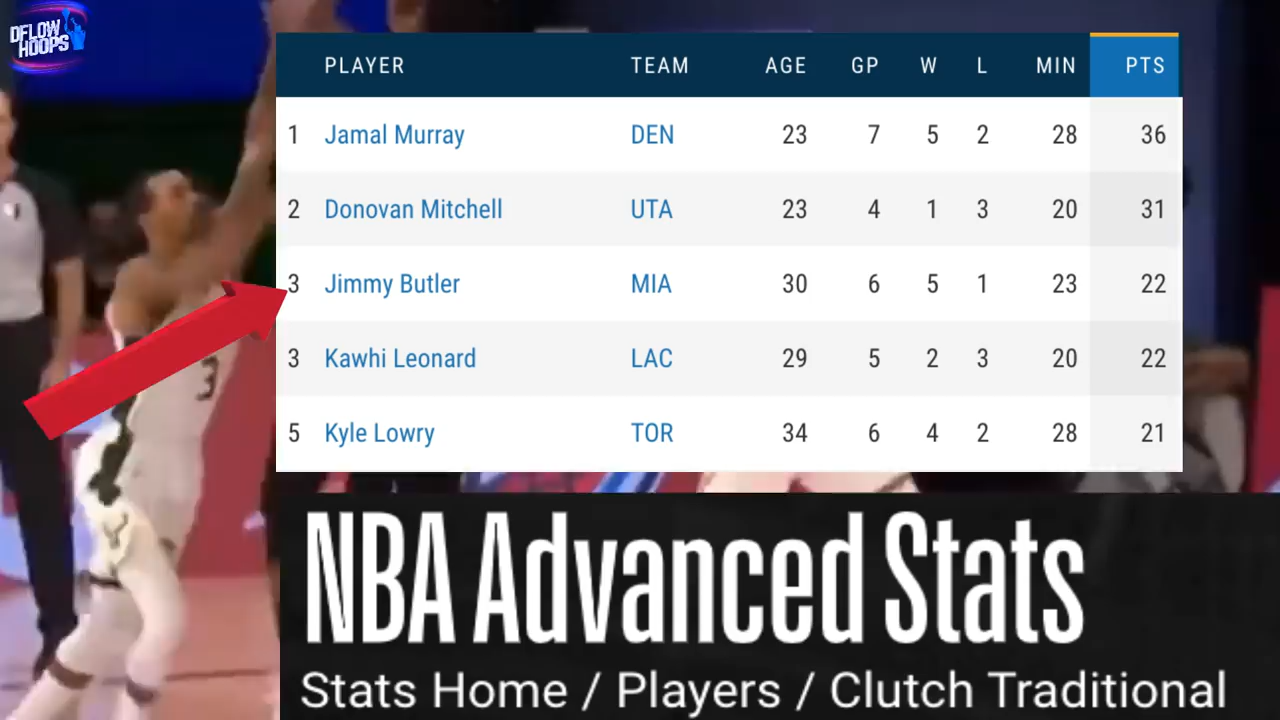 DFLOW
HOOPS
PLAYER TEAM AGE GP W L MIN PTS
1 Jamal Murray DEN 23 7 5 2 28 36
2 Donovan Mitchell UTA 23 4 1 3 20 31
3 Jimmy Butler MIA 30 6 5 1 23 22
3 Kawhi Leonard LAC 29 5 2 3 20 22
5 Kyle Lowry TOR 34 6 4 2 28 21
3
NBA Advanced Stats
Stats Home / Players / Clutch Traditional